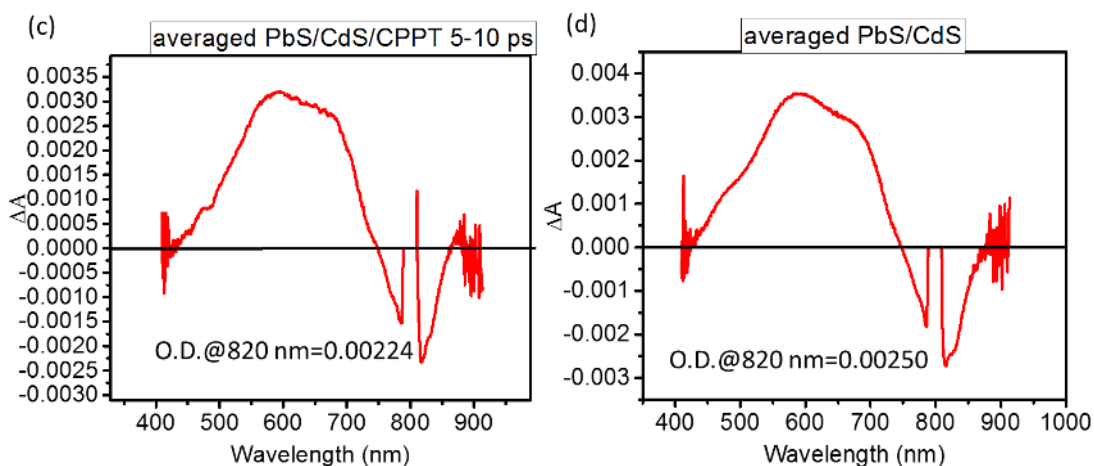 (c)
averaged PbS/CdS/CPPT 5-10 ps
0.0035
0.0030
0.0025
0.0020
0.0015
0.0010
0.0005
0.0000
-0.0005
-0.0010
-0.0015
-0.0020
-0.0025
-0.0030
ΔA
O.D.@820 nm=0.00224
400 500 600 700 800 900
Wavelength (nm)
(d)
averaged PbS/CdS
0.004
0.003
0.002
0.001
0.000
-0.001
-0.002
-0.003
ΔA
O.D.@820 nm=0.00250
400 500 600 700 800 900 1000
Wavelength (nm)